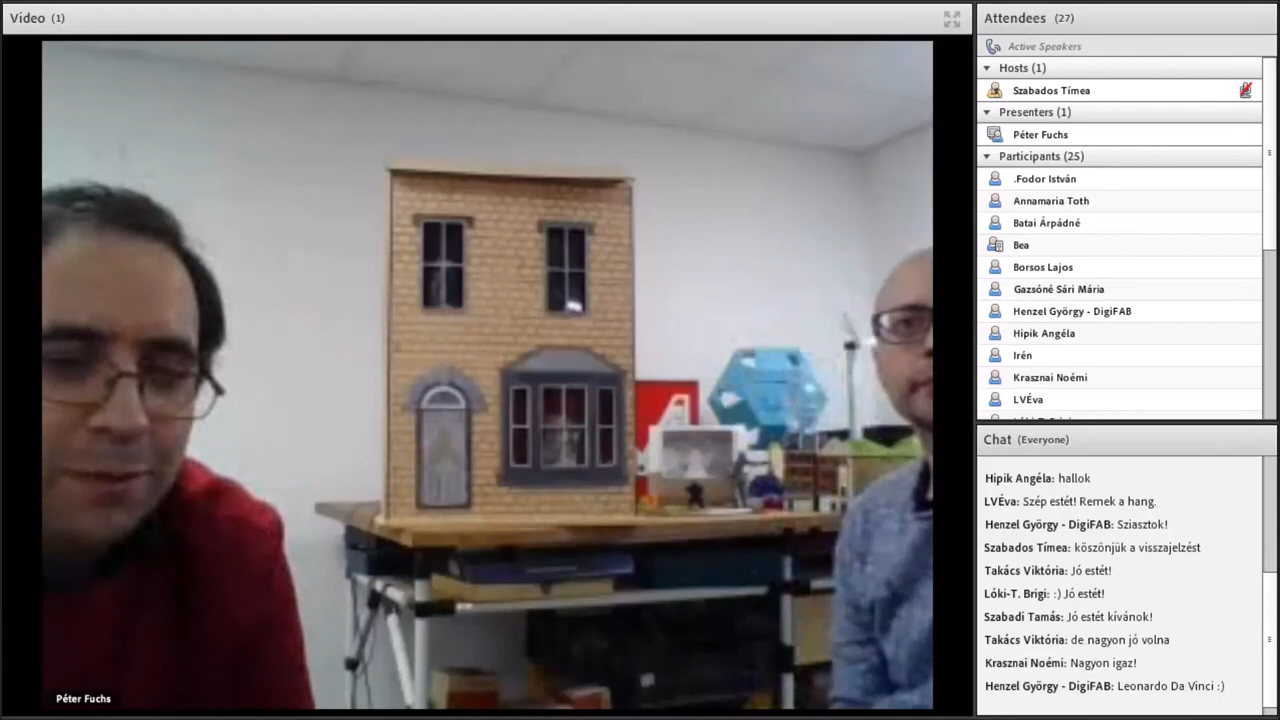 Video (1)
Péter Fuchs
Attendees (27)
Active Speakers
Hosts (1)
Szabados Tímea
Presenters (1)
Péter Fuchs
Participants (25)
.Fodor István
Annamaria Toth
Batai Árpádné
Bea
Borsos Lajos
Gazsóné Sári Mária
Henzel György - DigiFAB
Hipik Angéla
Irén
Krasznai Noémi
LVÉva
Chat (Everyone)
Hipik Angéla: hallok
LVÉva: Szép estét! Remek a hang.
Henzel György - DigiFAB: Sziasztok!
Szabados Tímea: köszönjük a visszajelzést
Takács Viktória: Jó estét!
Lóki-T. Brigi: :) Jó estét!
Szabadi Tamás: Jó estét kívánok!
Takács Viktória: de nagyon jó volna
Krasznai Noémi: Nagyon igaz!
Henzel György - DigiFAB: Leonardo Da Vinci :)